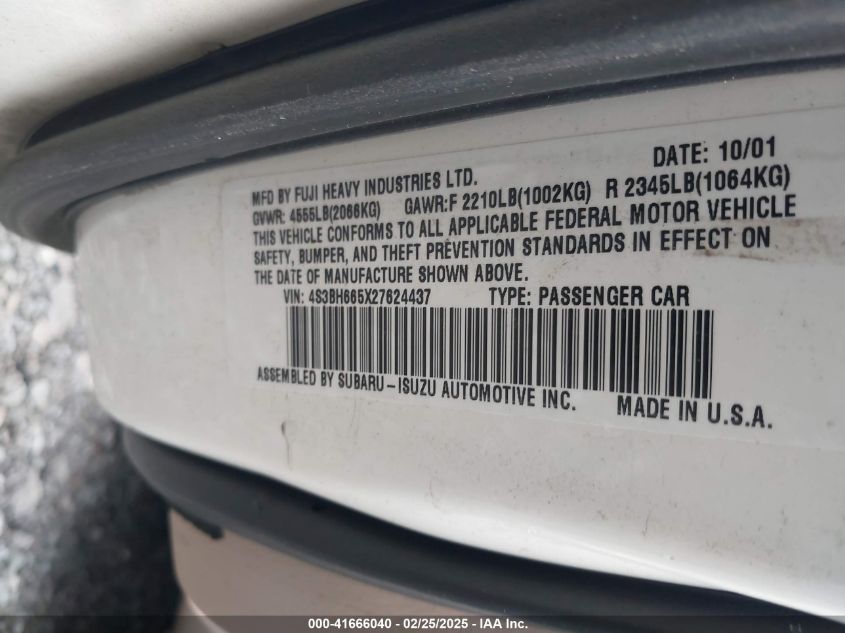 DATE: 10/01
MFD BY FUJI HEAVY INDUSTRIES LTD.
GVWR: 4555LB(2066KG) GAWR:F 2210LB(1002KG) R 2345LB(1064KG)
THIS VEHICLE CONFORMS TO ALL APPLICABLE FEDERAL MOTOR VEHICLE
SAFETY, BUMPER, AND THEFT PREVENTION STANDARDS IN EFFECT ON
THE DATE OF MANUFACTURE SHOWN ABOVE.
VIN: 4S3BH665X27624437 TYPE: PASSENGER CAR
ASSEMBLED BY SUBARU-ISUZU AUTOMOTIVE INC. MADE IN U.S.A.
000-41666040 - 02/25/2025 - IAA Inc.